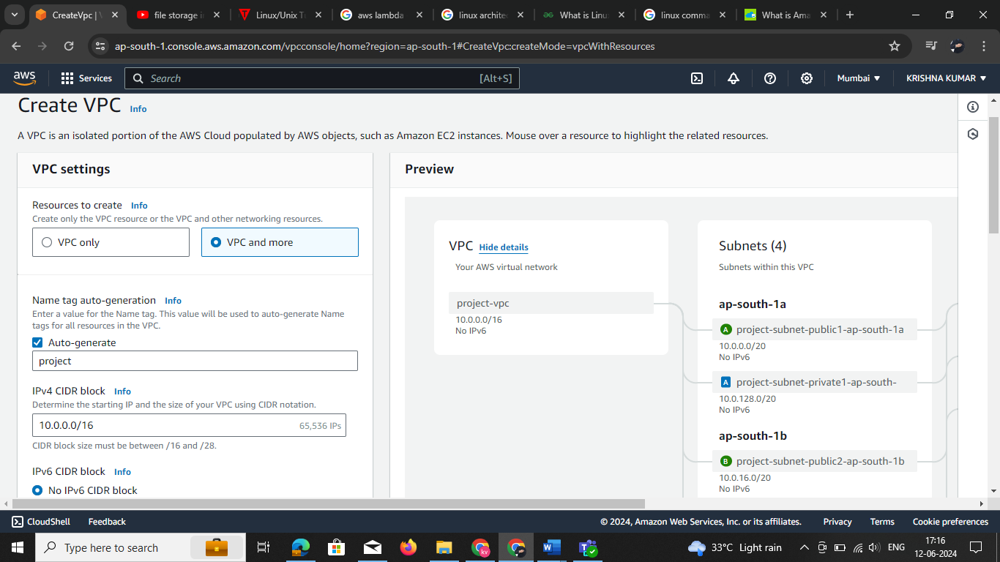 CreateVpc | V
file storage in
Linux/Unix Tu
aws lambda
linux archited
What is Linu
linux comma
What is Ama
ap-south-1.console.aws.amazon.com/vpcconsole/home?region=ap-south-1#CreateVpc:createMode=vpcWithResources
aws
Services
Search
[Alt+S]
Mumbai
KRISHNA KUMAR
Create VPC Info
A VPC is an isolated portion of the AWS Cloud populated by AWS objects, such as Amazon EC2 instances. Mouse over a resource to highlight the related resources.
VPC settings
Resources to create Info
Create only the VPC resource or the VPC and other networking resources.
VPC only
VPC and more
Name tag auto-generation Info
Enter a value for the Name tag. This value will be used to auto-generate Name
tags for all resources in the VPC.
Auto-generate
project
IPv4 CIDR block Info
Determine the starting IP and the size of your VPC using CIDR notation.
10.0.0.0/16
65,536 IPs
CIDR block size must be between /16 and /28.
IPv6 CIDR block Info
No IPv6 CIDR block
Preview
VPC Hide details
Your AWS virtual network
project-vpc
10.0.0.0/16
No IPv6
Subnets (4)
Subnets within this VPC
ap-south-1a
A project-subnet-public1-ap-south-1a
10.0.0.0/20
No IPv6
A project-subnet-private1-ap-south-
10.0.128.0/20
No IPv6
ap-south-1b
B project-subnet-public2-ap-south-1b
10.0.16.0/20
No IPv6
CloudShell
Feedback
© 2024, Amazon Web Services, Inc. or its affiliates.
Privacy
Terms
Cookie preferences
Type here to search
kv
33°C Light rain
ENG
17:16
12-06-2024